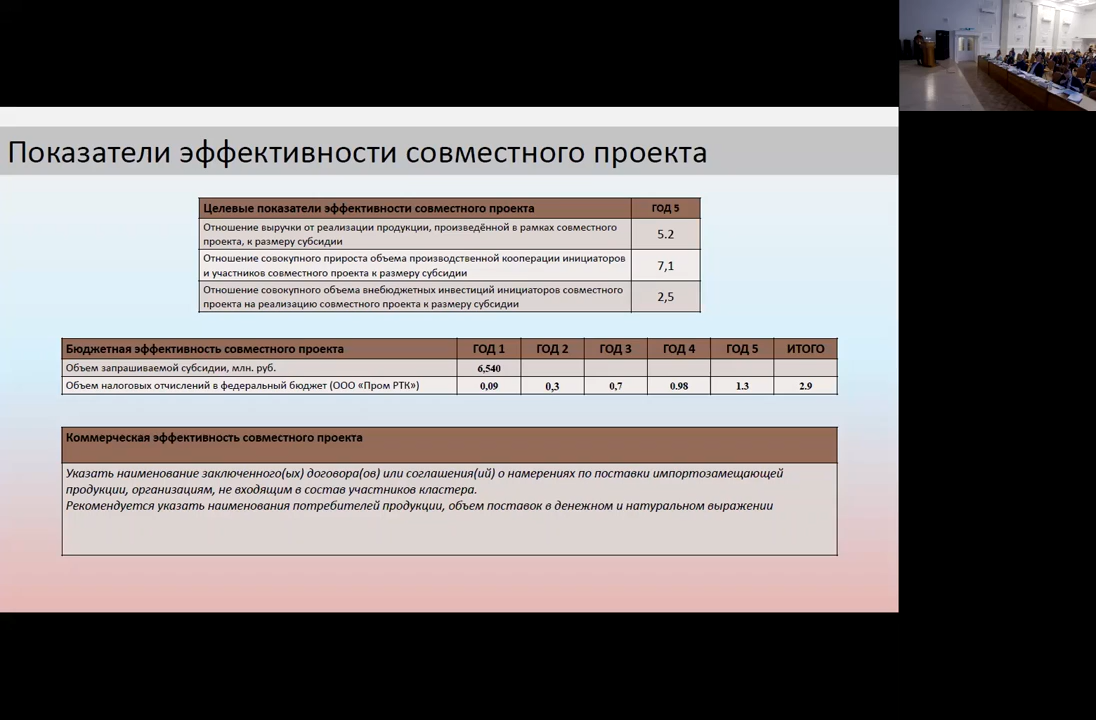 Показатели эффективности совместного проекта
Целевые показатели эффективности совместного проекта ГОД 5
Отношение выручки от реализации продукции, произведённой в рамках совместного
проекта, к размеру субсидии
5.2
Отношение совокупного прироста объема производственной кооперации инициаторов
и участников совместного проекта к размеру субсидии
7,1
Отношение совокупного объема внебюджетных инвестиций инициаторов совместного
проекта на реализацию совместного проекта к размеру субсидии
2,5
Бюджетная эффективность совместного проекта ГОД 1 ГОД 2 ГОД 3 ГОД 4 ГОД 5 ИТОГО
Объем запрашиваемой субсидии, млн. руб. 6,540
Объем налоговых отчислений в федеральный бюджет (ООО «Пром РТК») 0,09 0,3 0,7 0.98 1.3 2.9
Коммерческая эффективность совместного проекта
Указать наименование заключенного(ых) договора(ов) или соглашения(ий) о намерениях по поставки импортозамещающей
продукции, организациям, не входящим в состав участников кластера.
Рекомендуется указать наименования потребителей продукции, объем поставок в денежном и натуральном выражении